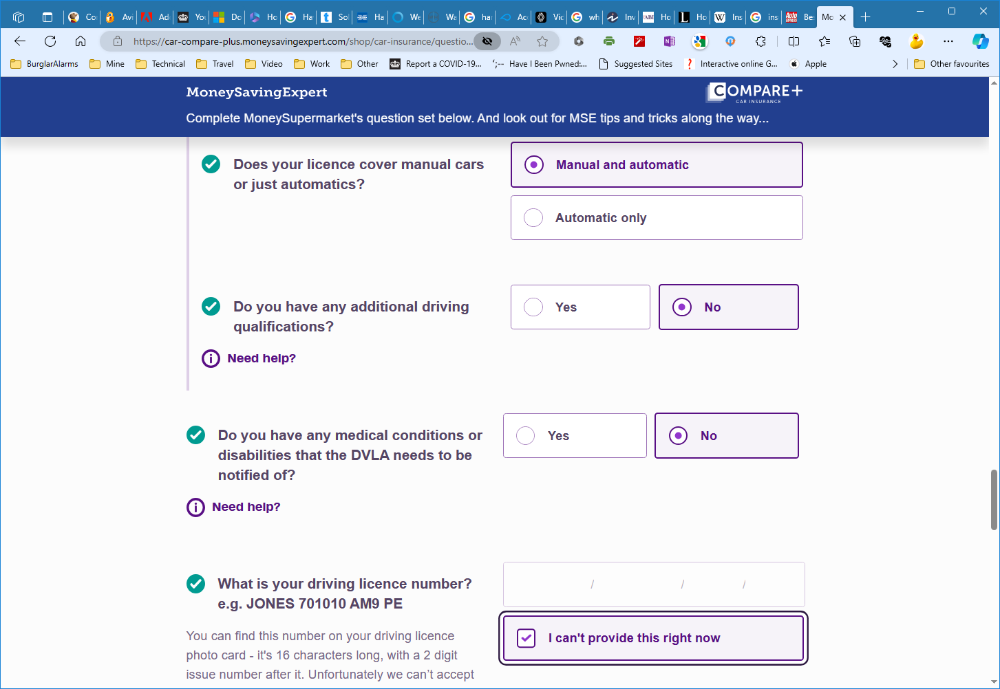 Co
Avi
Ad
Yo
Do
Ho
Ha
So
Ha
We
Wa
har
Acc
Vic
wh
Inv
Ho
Ho
Ins
ins
Be
Mo
https://car-compare-plus.moneysavingexpert.com/shop/car-insurance/questio...
BurglarAlarms
Mine
Technical
Travel
Video
Work
Other
Report a COVID-19...
Have I Been Pwned:...
Suggested Sites
Interactive online G...
Apple
Other favourites
MoneySavingExpert
COMPARE+
CAR INSURANCE
Complete MoneySupermarket's question set below. And look out for MSE tips and tricks along the way...
Does your licence cover manual cars
or just automatics?
Manual and automatic
Automatic only
Do you have any additional driving
qualifications?
Yes
No
Need help?
Do you have any medical conditions or
disabilities that the DVLA needs to be
notified of?
Yes
No
Need help?
What is your driving licence number?
e.g. JONES 701010 AM9 PE
/ / /
I can't provide this right now
You can find this number on your driving licence
photo card - it's 16 characters long, with a 2 digit
issue number after it. Unfortunately we can’t accept